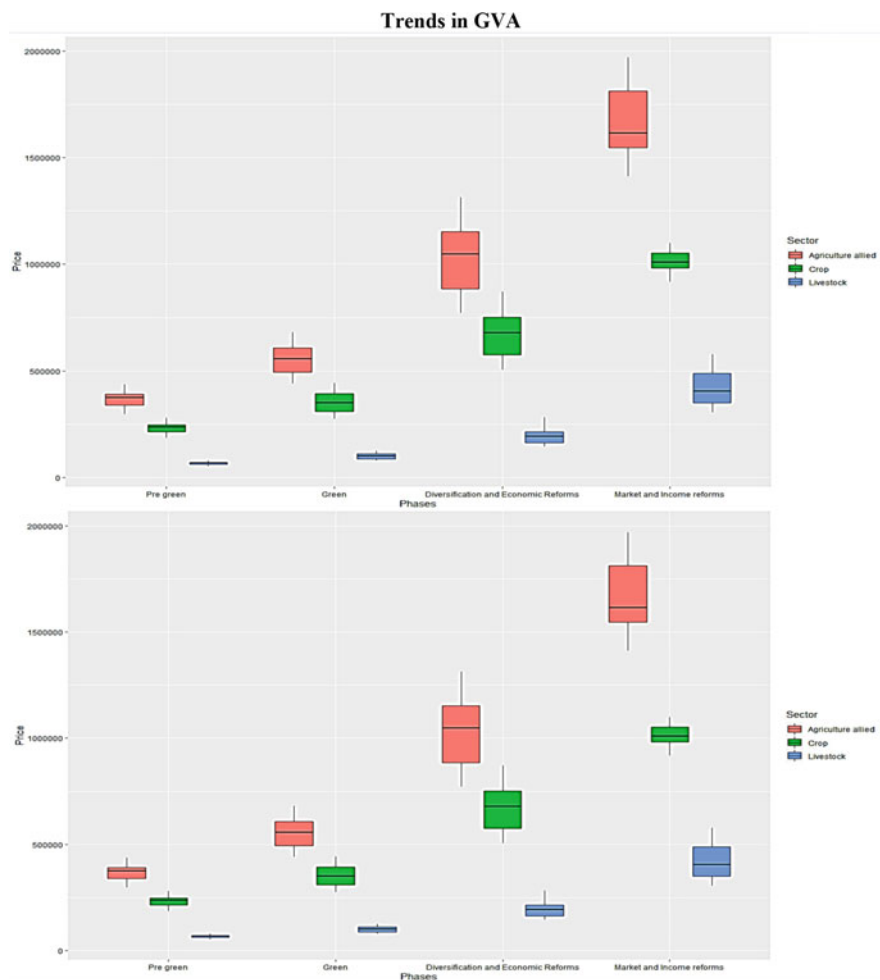 Trends in GVA
2000000
1500000
1000000
500000
0
Price
Pre green
Green
Diversification and Economic Reforms
Market and Income reforms
Phases
Sector
Agriculture allied
Crop
Livestock
2000000
1500000
1000000
500000
0
Price
Pre green
Green
Diversification and Economic Reforms
Market and Income reforms
Phases
Sector
Agriculture allied
Crop
Livestock